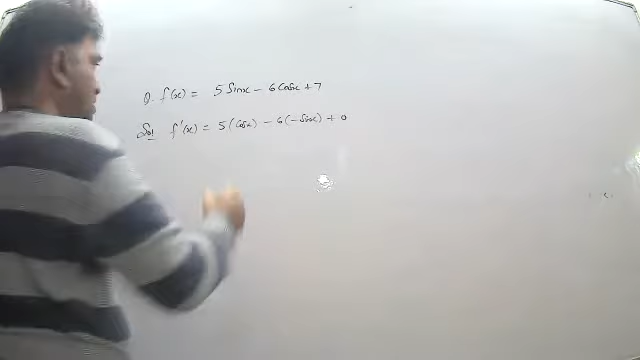 Q. f(x) = 5 Sinx - 6 Cosx + 7
Sol f'(x) = 5(Cosx) - 6(-Sinx) + 0